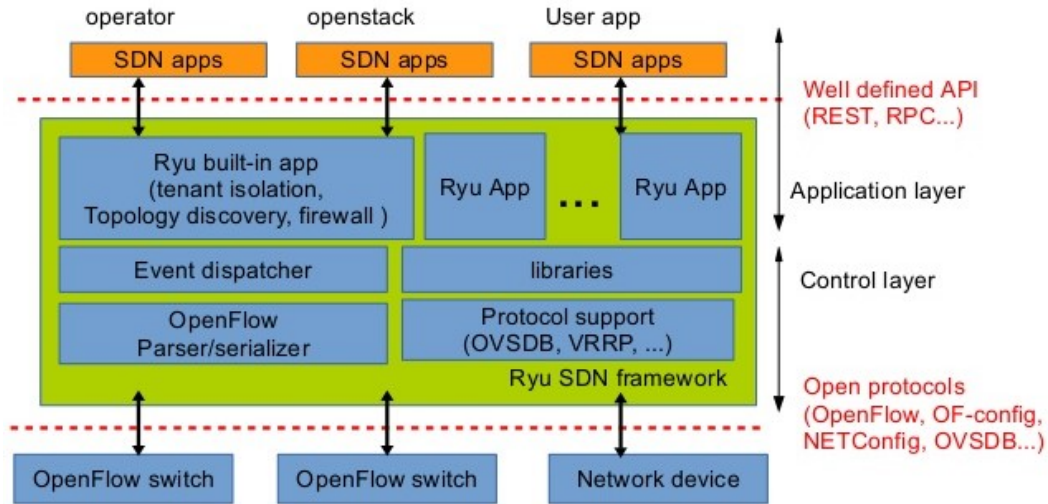 operator
openstack
User app
SDN apps
SDN apps
SDN apps
Well defined API
(REST, RPC...)
Ryu built-in app
(tenant isolation,
Topology discovery, firewall )
Ryu App
...
Ryu App
Application layer
Event dispatcher
libraries
Control layer
OpenFlow
Parser/serializer
Protocol support
(OVSDB, VRRP, ...)
Ryu SDN framework
Open protocols
(OpenFlow, OF-config,
NETConfig, OVSDB...)
OpenFlow switch
OpenFlow switch
Network device